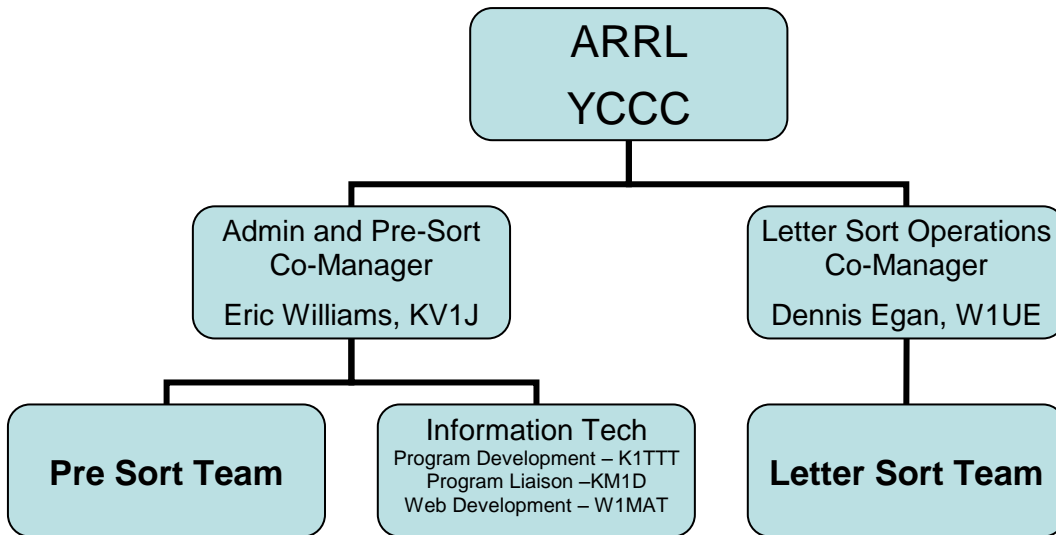 ARRL
YCCC
Admin and Pre-Sort
Co-Manager
Eric Williams, KV1J
Letter Sort Operations
Co-Manager
Dennis Egan, W1UE
Pre Sort Team
Information Tech
Program Development – K1TTT
Program Liaison –KM1D
Web Development – W1MAT
Letter Sort Team